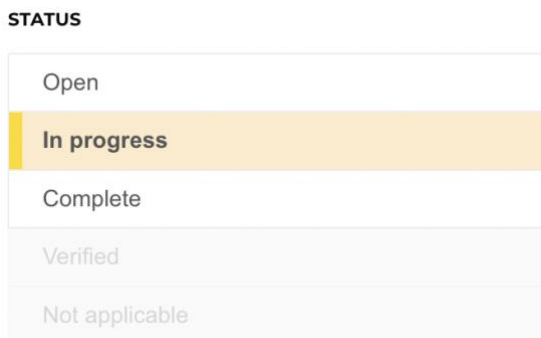 STATUS
Open
In progress
Complete
Verified
Not applicable